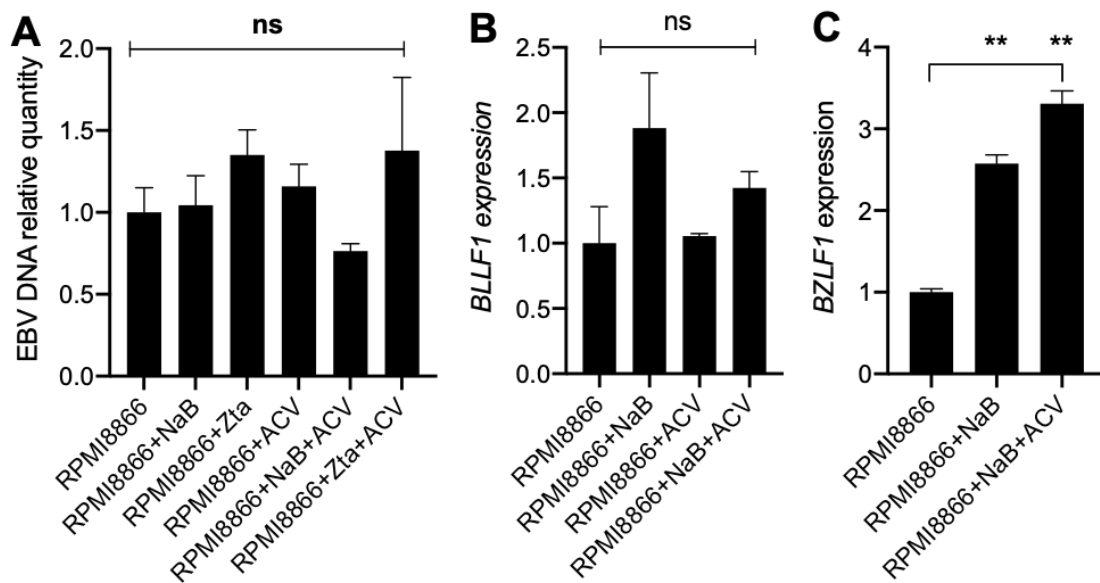 A
EBV DNA relative quantity
ns
2.0
1.5
1.0
0.5
0.0
RPMI8866
RPMI8866+NaB
RPMI8866+Zta
RPMI8866+ACV
RPMI8866+NaB+ACV
RPMI8866+Zta+ACV
B
BLLF1 expression
ns
2.5
2.0
1.5
1.0
0.5
0.0
RPMI8866
RPMI8866+NaB
RPMI8866+ACV
RPMI8866+NaB+ACV
C
BZLF1 expression
** **
4
3
2
1
0
RPMI8866
RPMI8866+NaB
RPMI8866+NaB+ACV